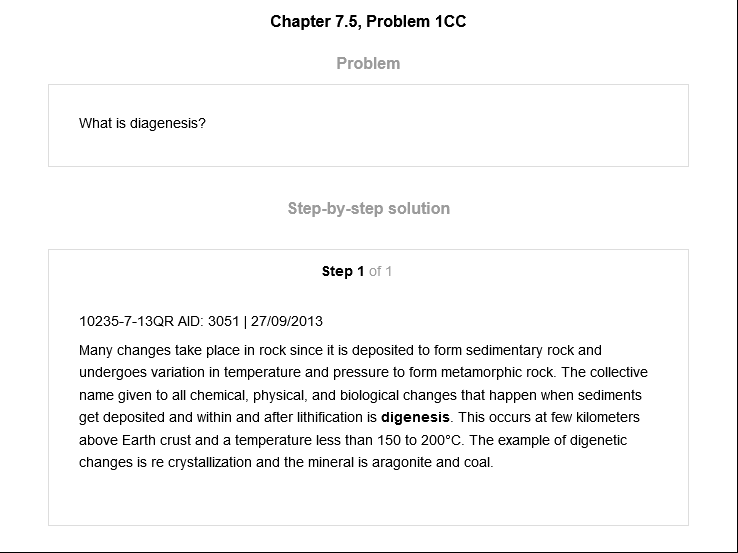 Chapter 7.5, Problem 1CC
Problem
What is diagenesis?
Step-by-step solution
Step 1 of 1
10235-7-13QR AID: 3051 | 27/09/2013
Many changes take place in rock since it is deposited to form sedimentary rock and
undergoes variation in temperature and pressure to form metamorphic rock. The collective
name given to all chemical, physical, and biological changes that happen when sediments
get deposited and within and after lithification is digenesis. This occurs at few kilometers
above Earth crust and a temperature less than 150 to 200°C. The example of digenetic
changes is re crystallization and the mineral is aragonite and coal.